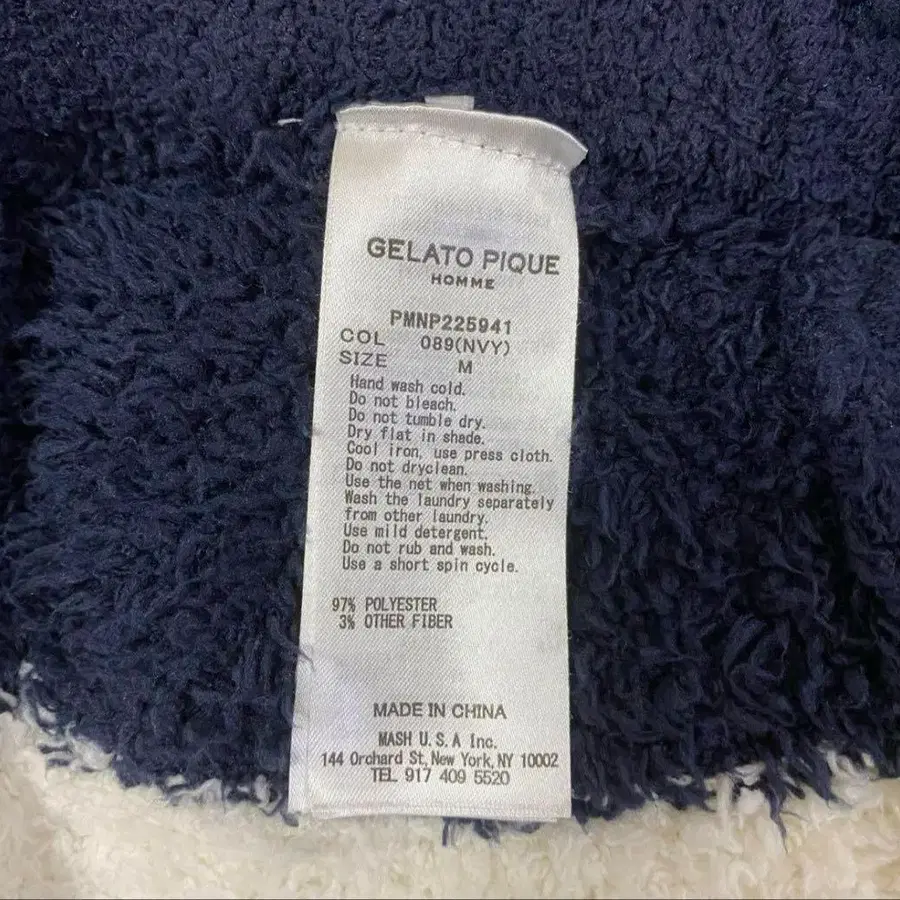 GELATO PIQUE
HOMME
PMNP225941
COL 089(NVY)
SIZE M
Hand wash cold.
Do not bleach.
Do not tumble dry.
Dry flat in shade.
Cool iron, use press cloth.
Do not dryclean.
Use the net when washing.
Wash the laundry separately
from other laundry.
Use mild detergent.
Do not rub and wash.
Use a short spin cycle.
97% POLYESTER
3% OTHER FIBER
MADE IN CHINA
MASH U.S.A Inc.
144 Orchard St, New York, NY 10002
TEL 917 409 5520